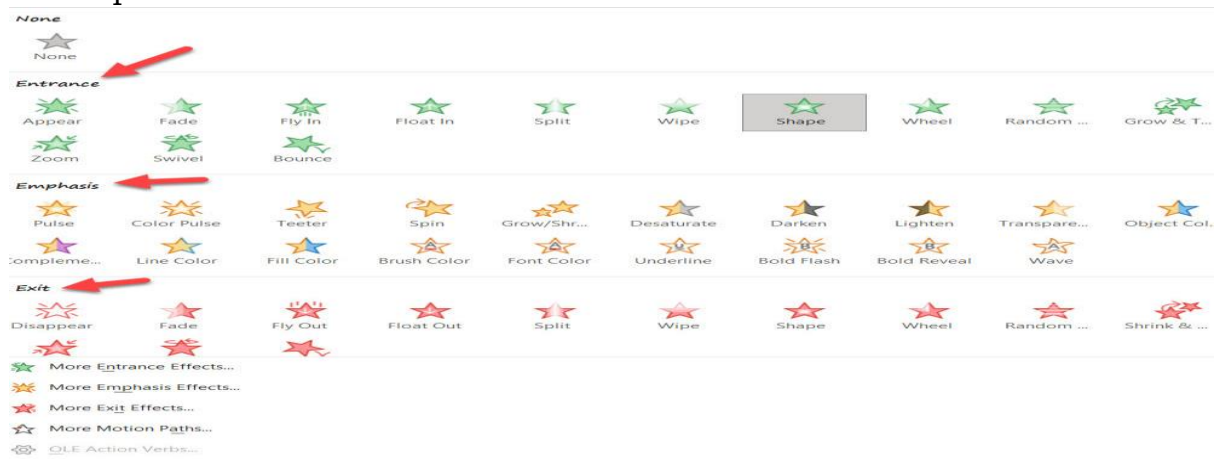 None
None
Entrance
Appear Fade Fly In Float In Split Wipe Shape Wheel Random ... Grow & T...
Zoom Swivel Bounce
Emphasis
Pulse Color Pulse Teeter Spin Grow/Shr... Desaturate Darken Lighten Transpare... Object Col.
Compleme... Line Color Fill Color Brush Color Font Color Underline Bold Flash Bold Reveal Wave
Exit
Disappear Fade Fly Out Float Out Split Wipe Shape Wheel Random ... Shrink & ...
More Entrance Effects...
More Emphasis Effects...
More Exit Effects...
More Motion Paths...
OLE Action Verbs...